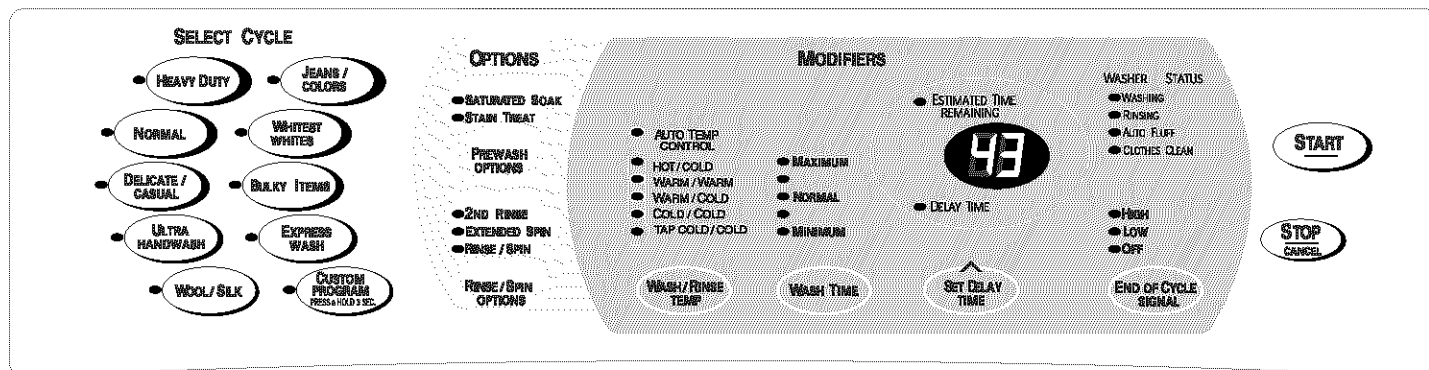 SELECT CYCLE
HEAVY DUTY
JEANS /
COLORS
NORMAL
WHITEST
WHITES
DELICATE /
CASUAL
BULKY ITEMS
ULTRA
HANDWASH
EXPRESS
WASH
WOOL/ SILK
CUSTOM
PROGRAM
PRESS & HOLD 3 SEC.
OPTIONS
SATURATED SOAK
STAIN TREAT
PREWASH
OPTIONS
2ND RINSE
EXTENDED SPIN
RINSE / SPIN
RINSE / SPIN
OPTIONS
MODIFIERS
AUTO TEMP
CONTROL
HOT / COLD
WARM / WARM
WARM / COLD
COLD / COLD
TAP COLD / COLD
WASH / RINSE
TEMP
MAXIMUM
NORMAL
MINIMUM
WASH TIME
ESTIMATED TIME
REMAINING
43
DELAY TIME
SET DELAY
TIME
WASHER STATUS
WASHING
RINSING
AUTO FLUFF
CLOTHES CLEAN
HIGH
LOW
OFF
END OF CYCLE
SIGNAL
START
STOP
CANCEL